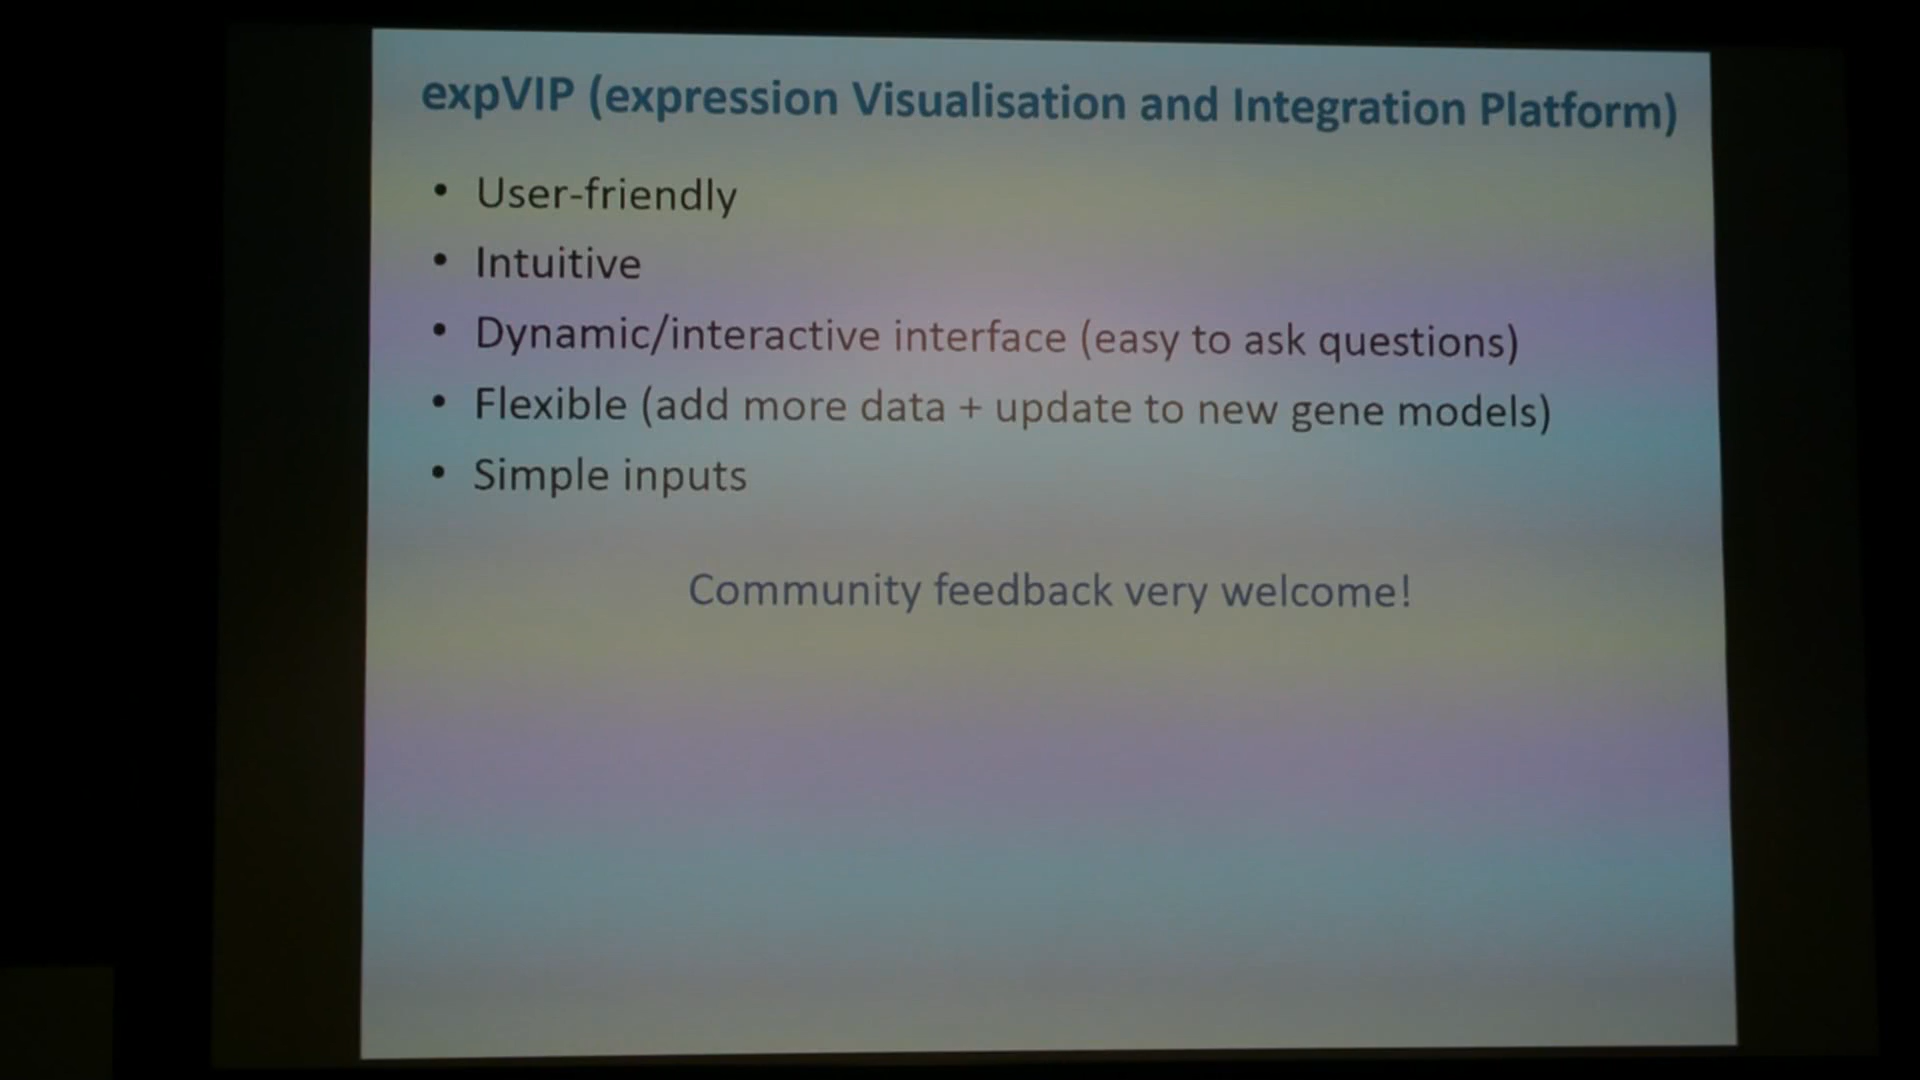 expVIP (expression Visualisation and Integration Platform)
• User-friendly
• Intuitive
• Dynamic/interactive interface (easy to ask questions)
• Flexible (add more data + update to new gene models)
• Simple inputs
Community feedback very welcome!